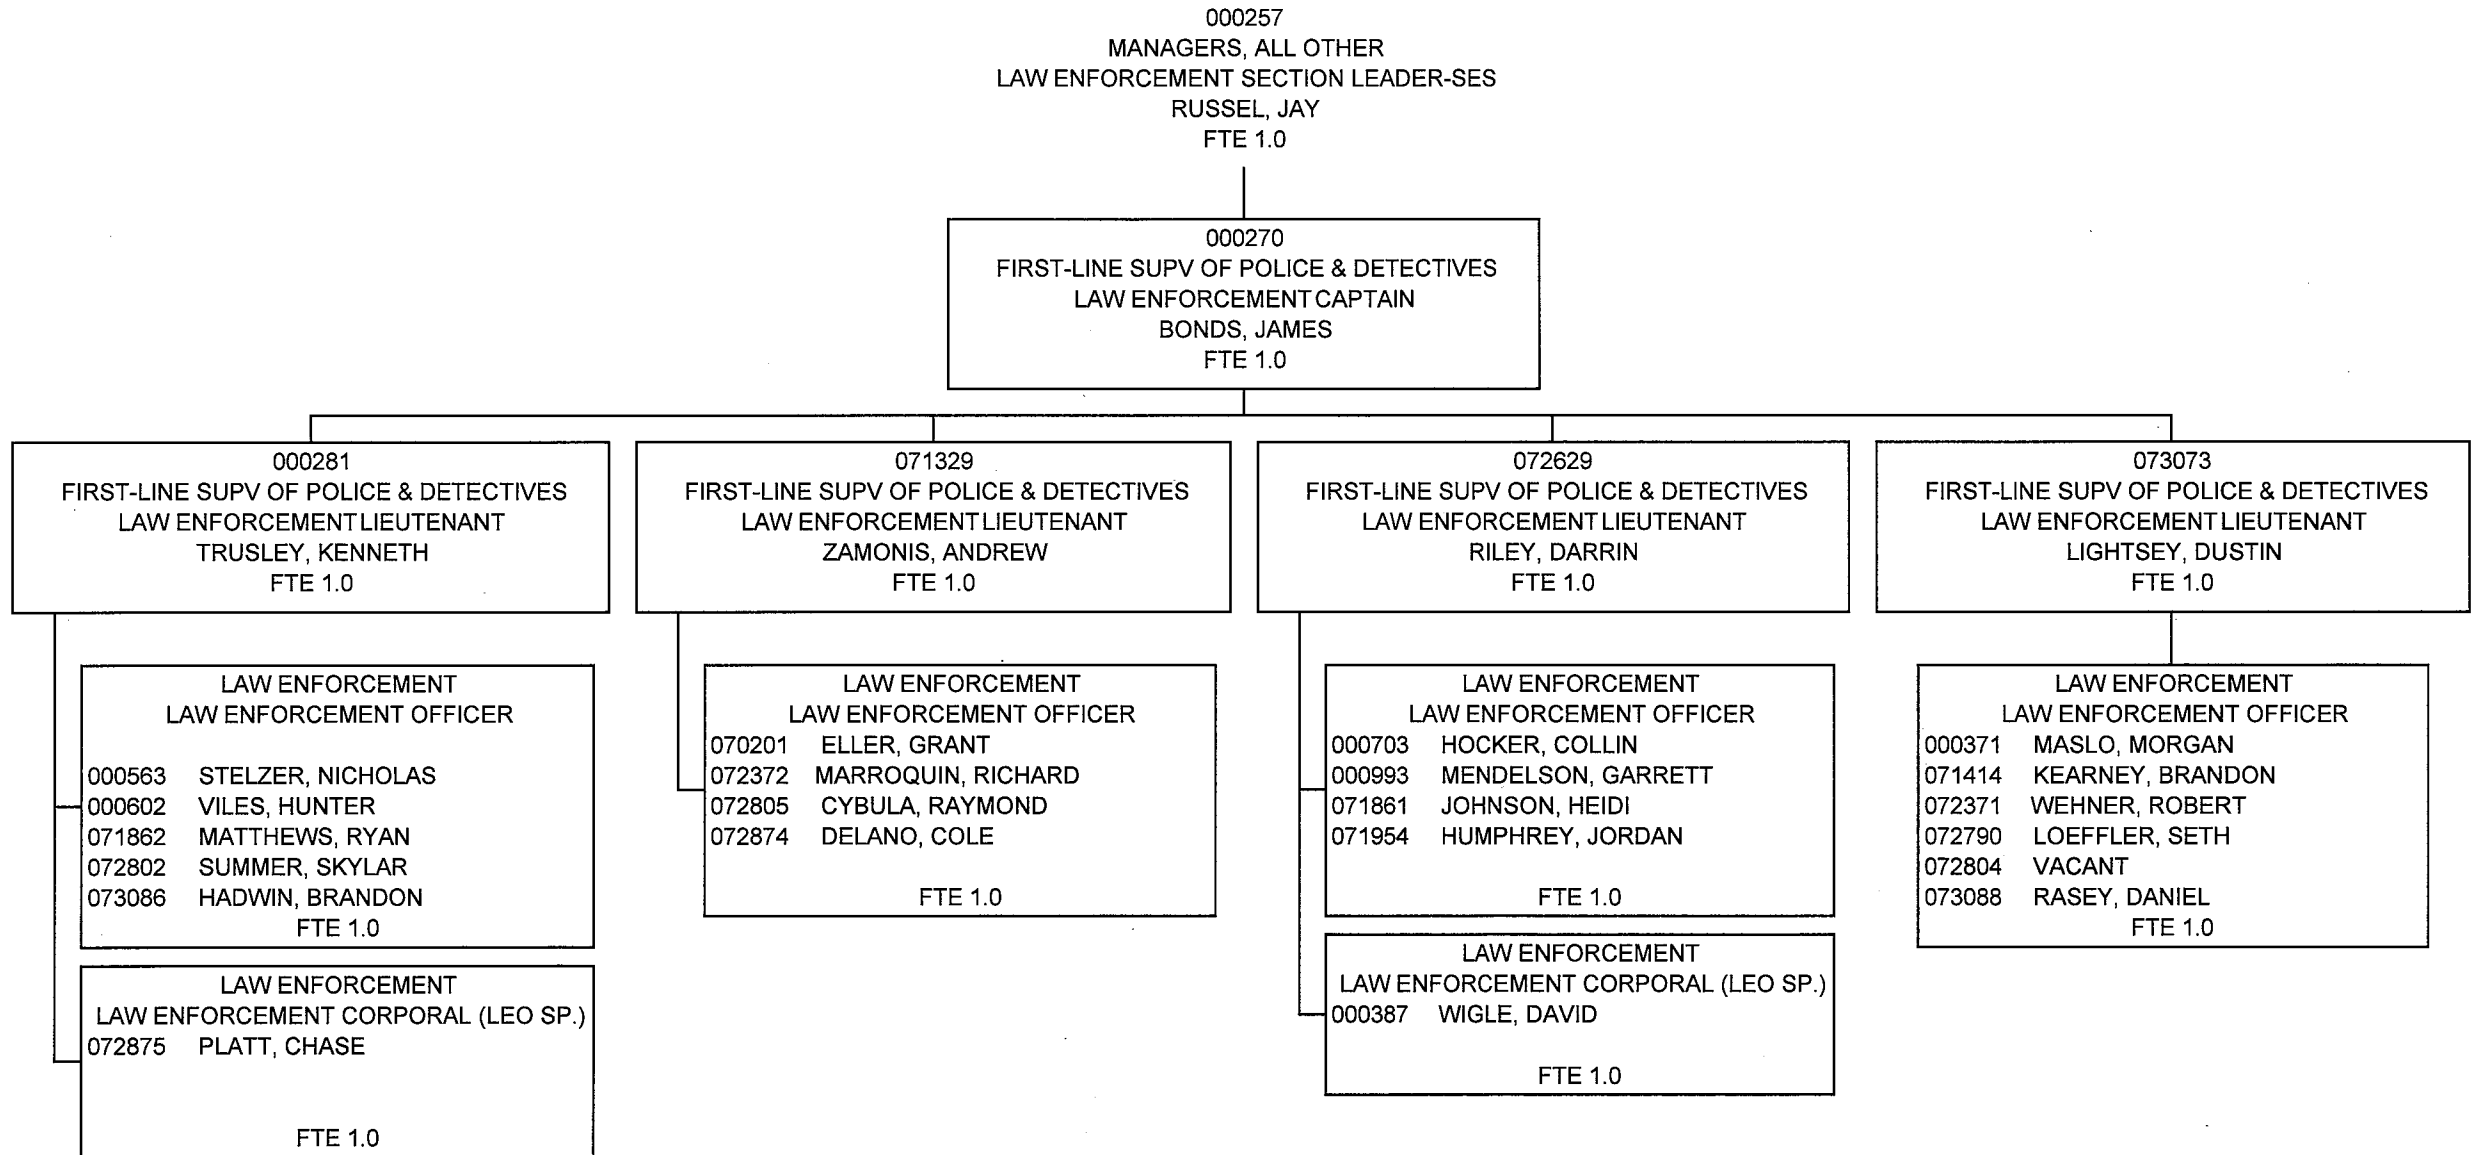 000257
MANAGERS, ALL OTHER
LAW ENFORCEMENT SECTION LEADER-SES
RUSSEL, JAY
FTE 1.0
000270
FIRST-LINE SUPV OF POLICE & DETECTIVES
LAW ENFORCEMENT CAPTAIN
BONDS, JAMES
FTE 1.0
000281
FIRST-LINE SUPV OF POLICE & DETECTIVES
LAW ENFORCEMENT LIEUTENANT
TRUSLEY, KENNETH
FTE 1.0
LAW ENFORCEMENT
LAW ENFORCEMENT OFFICER
000563 STELZER, NICHOLAS
000602 VILES, HUNTER
071862 MATTHEWS, RYAN
072802 SUMMER, SKYLAR
073086 HADWIN, BRANDON
FTE 1.0
LAW ENFORCEMENT
LAW ENFORCEMENT CORPORAL (LEO SP.)
072875 PLATT, CHASE
FTE 1.0
071329
FIRST-LINE SUPV OF POLICE & DETECTIVES
LAW ENFORCEMENT LIEUTENANT
ZAMONIS, ANDREW
FTE 1.0
LAW ENFORCEMENT
LAW ENFORCEMENT OFFICER
070201 ELLER, GRANT
072372 MARROQUIN, RICHARD
072805 CYBULA, RAYMOND
072874 DELANO, COLE
FTE 1.0
072629
FIRST-LINE SUPV OF POLICE & DETECTIVES
LAW ENFORCEMENT LIEUTENANT
RILEY, DARRIN
FTE 1.0
LAW ENFORCEMENT
LAW ENFORCEMENT OFFICER
000703 HOCKER, COLLIN
000993 MENDELSON, GARRETT
071861 JOHNSON, HEIDI
071954 HUMPHREY, JORDAN
FTE 1.0
LAW ENFORCEMENT
LAW ENFORCEMENT CORPORAL (LEO SP.)
000387 WIGLE, DAVID
FTE 1.0
073073
FIRST-LINE SUPV OF POLICE & DETECTIVES
LAW ENFORCEMENT LIEUTENANT
LIGHTSEY, DUSTIN
FTE 1.0
LAW ENFORCEMENT
LAW ENFORCEMENT OFFICER
000371 MASLO, MORGAN
071414 KEARNEY, BRANDON
072371 WEHNER, ROBERT
072790 LOEFFLER, SETH
072804 VACANT
073088 RASEY, DANIEL
FTE 1.0